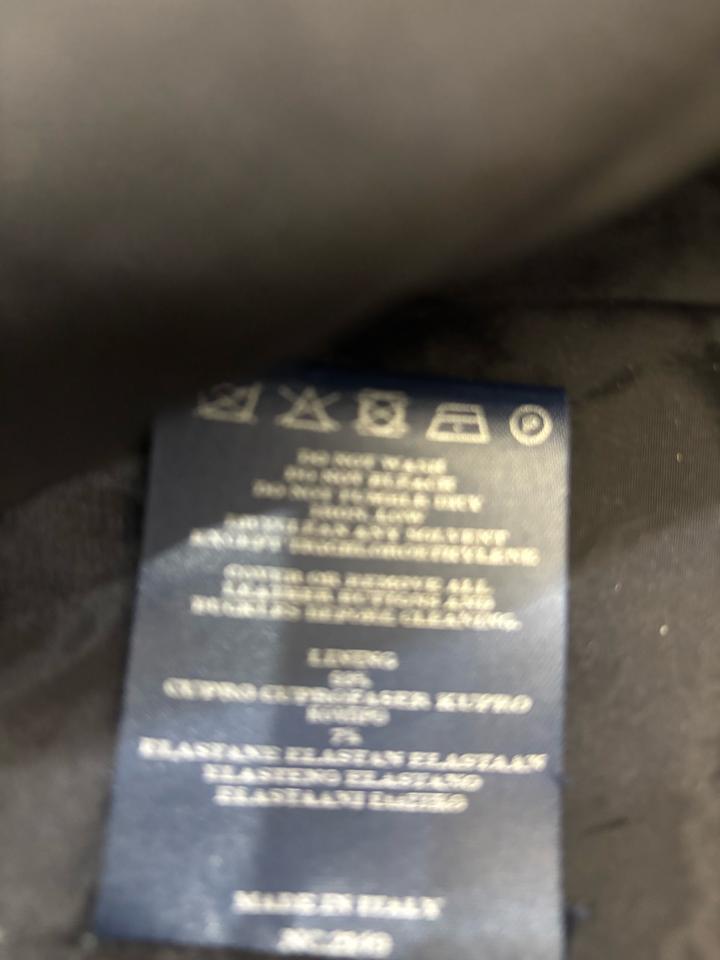 P
DO NOT WASH
DO NOT BLEACH
DO NOT TUMBLE DRY
IRON LOW
DRYCLEAN ANY SOLVENT
EXCEPT TRICHLOROETHYLENE
COVER OR REMOVE ALL
LEATHER BUTTONS AND
BUCKLES BEFORE CLEANING.
LINING
CUPRO CUPROFASER KUPRO
7%
ELASTANE ELASTAN ELASTAAN
ELASTENO ELASTANO
ELASTAANI
MADE IN ITALY